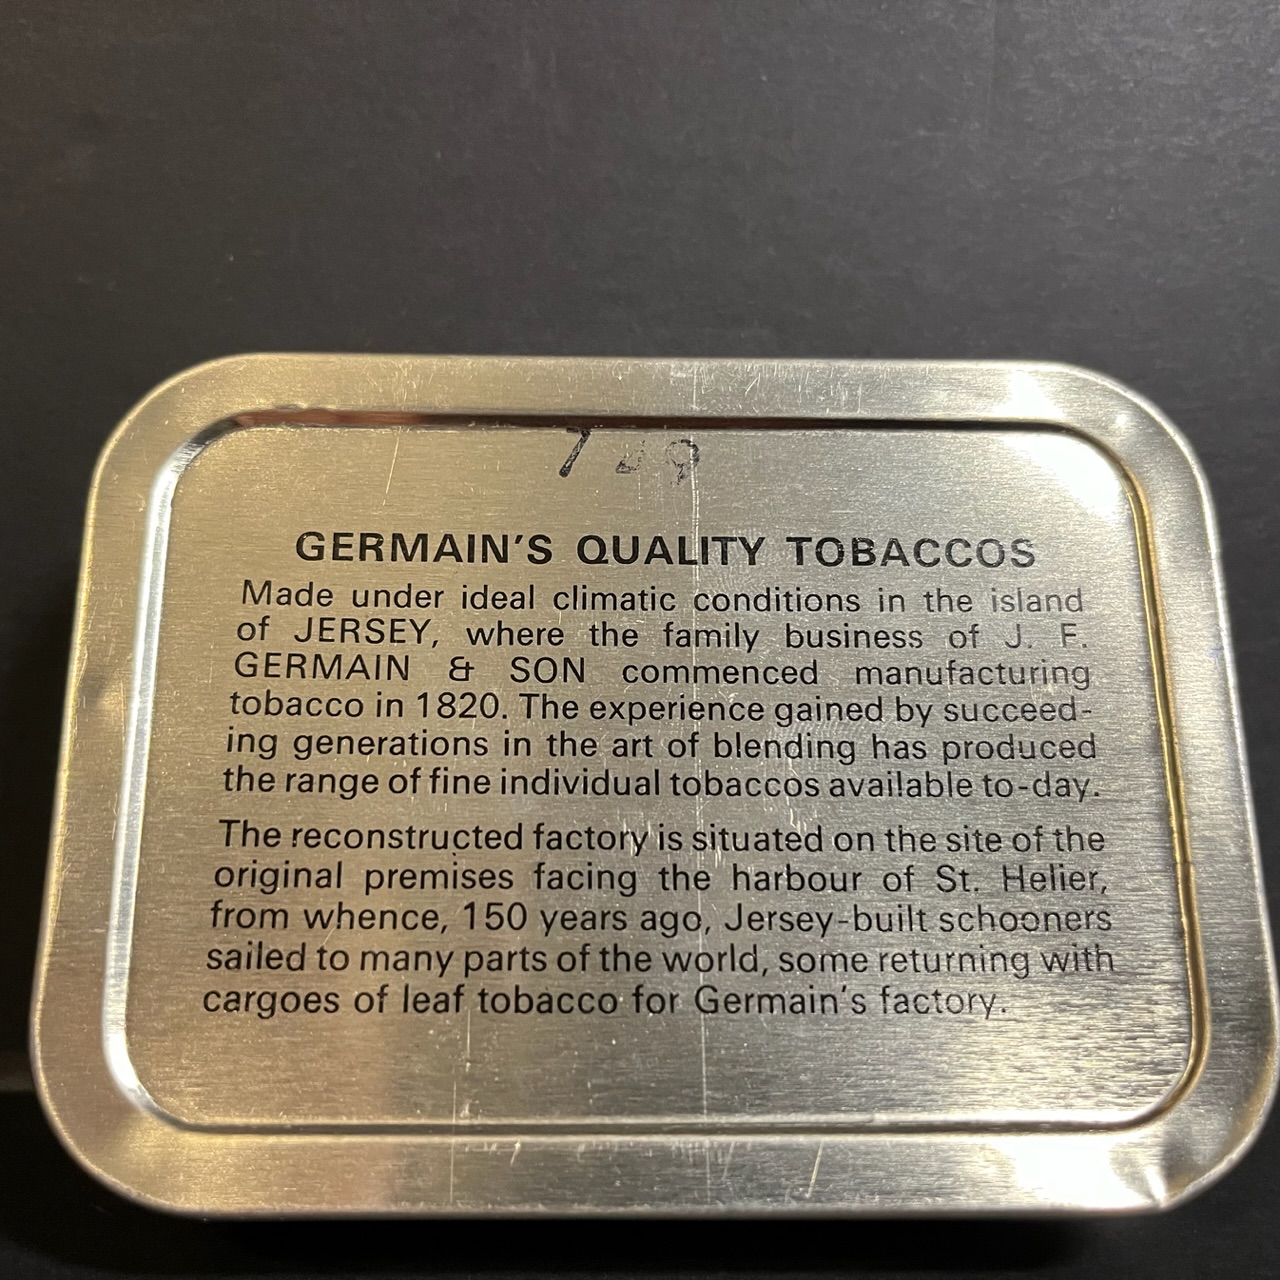 GERMAIN'S QUALITY TOBACCOS
Made under ideal climatic conditions in the island
of JERSEY, where the family business of J. F.
GERMAIN & SON commenced manufacturing
tobacco in 1820. The experience gained by succeed-
ing generations in the art of blending has produced
the range of fine individual tobaccos available to-day.
The reconstructed factory is situated on the site of the
original premises facing the harbour of St. Helier,
from whence, 150 years ago, Jersey-built schooners
sailed to many parts of the world, some returning with
cargoes of leaf tobacco for Germain's factory.